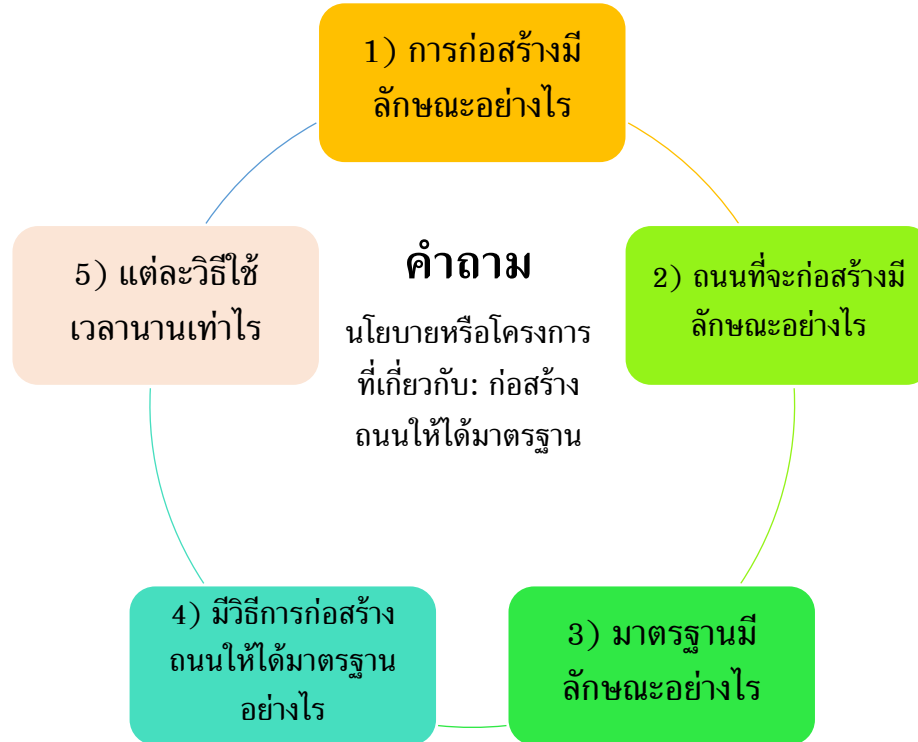 คำถาม
นโยบายหรือโครงการ
ที่เกี่ยวกับ: ก่อสร้าง
ถนนให้ได้มาตรฐาน
1) การก่อสร้างมี
ลักษณะอย่างไร
2) ถนนที่จะก่อสร้างมี
ลักษณะอย่างไร
3) มาตรฐานมี
ลักษณะอย่างไร
4) มีวิธีการก่อสร้าง
ถนนให้ได้มาตรฐาน
อย่างไร
5) แต่ละวิธีใช้
เวลานานเท่าไร